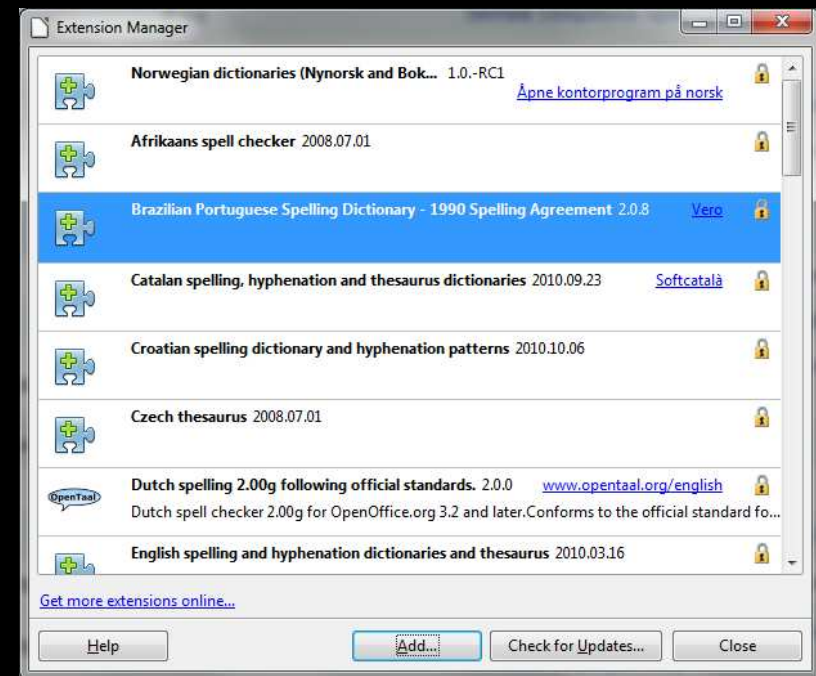 Extension Manager
Norwegian dictionaries (Nynorsk and Bok... 1.0.-RC1
Åpne kontorprogram på norsk
Afrikaans spell checker 2008.07.01
Brazilian Portuguese Spelling Dictionary - 1990 Spelling Agreement 2.0.8 Vero
Catalan spelling, hyphenation and thesaurus dictionaries 2010.09.23 Softcatalà
Croatian spelling dictionary and hyphenation patterns 2010.10.06
Czech thesaurus 2008.07.01
OpenTaal
Dutch spelling 2.00g following official standards. 2.0.0 www.opentaal.org/english
Dutch spell checker 2.00g for OpenOffice.org 3.2 and later.Conforms to the official standard fo...
English spelling and hyphenation dictionaries and thesaurus 2010.03.16
Get more extensions online...
Help Add... Check for Updates... Close